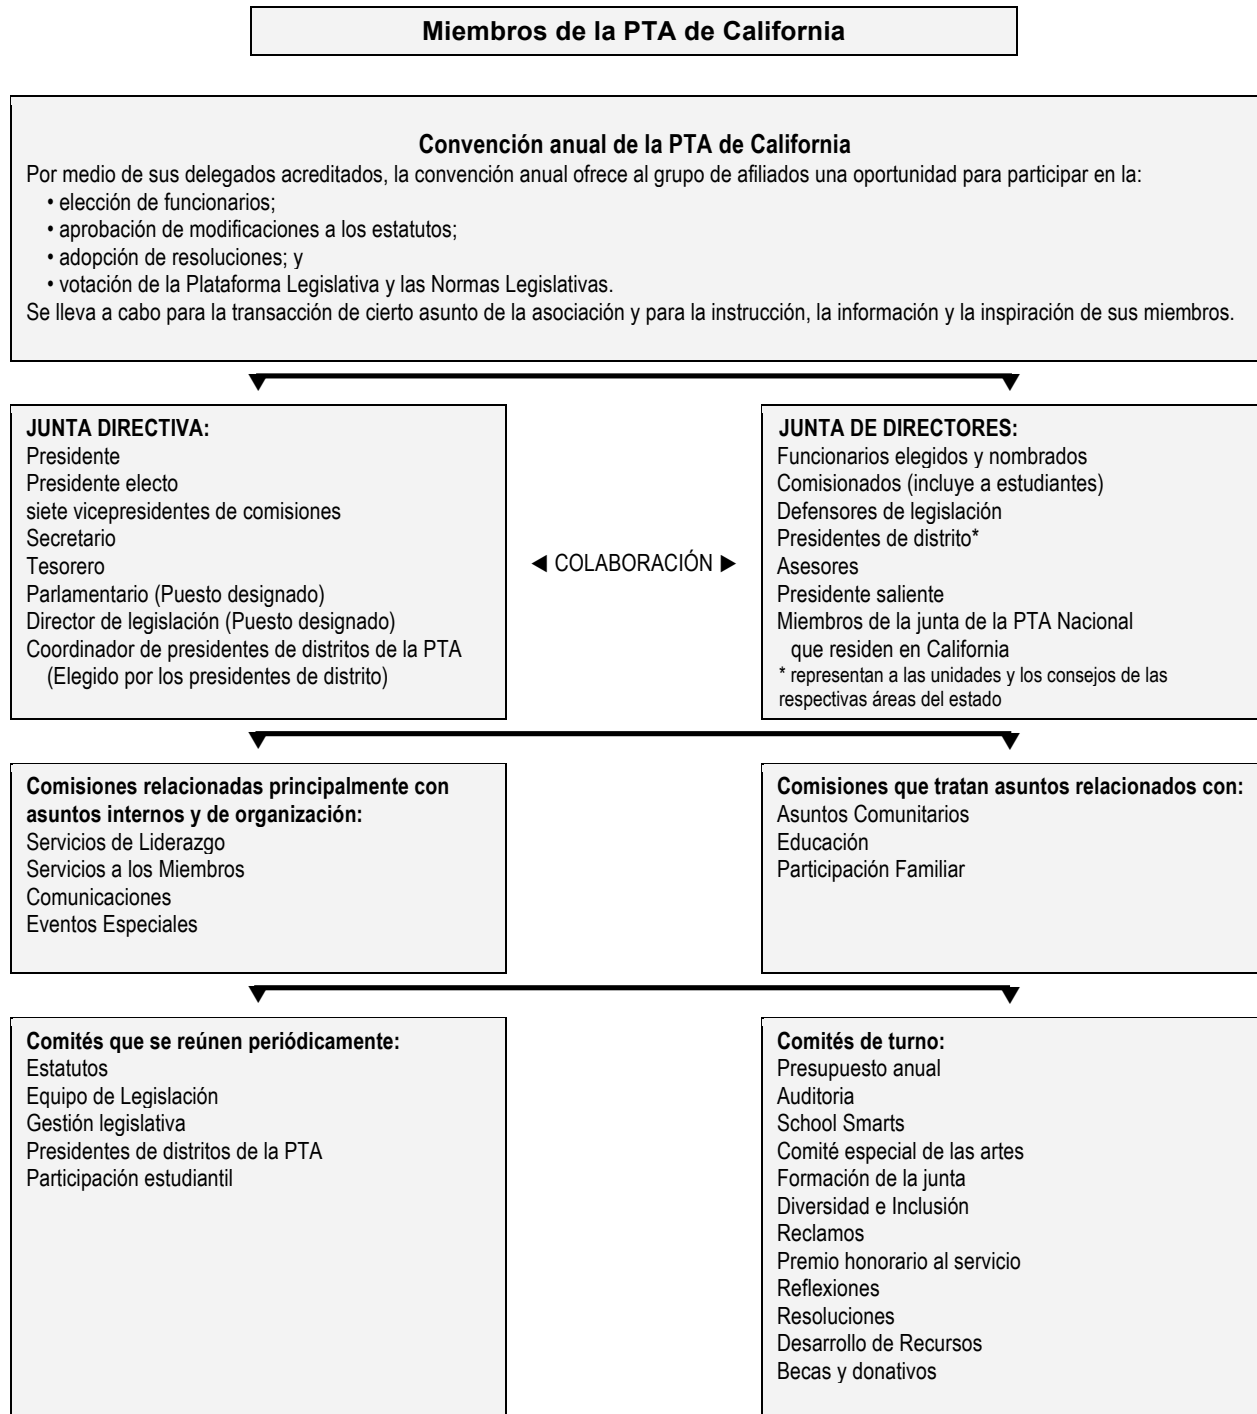 Miembros de la PTA de California
Convención anual de la PTA de California
Por medio de sus delegados acreditados, la convención anual ofrece al grupo de afiliados una oportunidad para participar en la:
• elección de funcionarios;
• aprobación de modificaciones a los estatutos;
• adopción de resoluciones; y
• votación de la Plataforma Legislativa y las Normas Legislativas.
Se lleva a cabo para la transacción de cierto asunto de la asociación y para la instrucción, la información y la inspiración de sus miembros.
JUNTA DIRECTIVA:
Presidente
Presidente electo
siete vicepresidentes de comisiones
Secretario
Tesorero
Parlamentario (Puesto designado)
Director de legislación (Puesto designado)
Coordinador de presidentes de distritos de la PTA
(Elegido por los presidentes de distrito)
◄ COLABORACIÓN ►
JUNTA DE DIRECTORES:
Funcionarios elegidos y nombrados
Comisionados (incluye a estudiantes)
Defensores de legislación
Presidentes de distrito*
Asesores
Presidente saliente
Miembros de la junta de la PTA Nacional
que residen en California
* representan a las unidades y los consejos de las
respectivas áreas del estado
Comisiones relacionadas principalmente con
asuntos internos y de organización:
Servicios de Liderazgo
Servicios a los Miembros
Comunicaciones
Eventos Especiales
Comisiones que tratan asuntos relacionados con:
Asuntos Comunitarios
Educación
Participación Familiar
Comités que se reúnen periódicamente:
Estatutos
Equipo de Legislación
Gestión legislativa
Presidentes de distritos de la PTA
Participación estudiantil
Comités de turno:
Presupuesto anual
Auditoria
School Smarts
Comité especial de las artes
Formación de la junta
Diversidad e Inclusión
Reclamos
Premio honorario al servicio
Reflexiones
Resoluciones
Desarrollo de Recursos
Becas y donativos